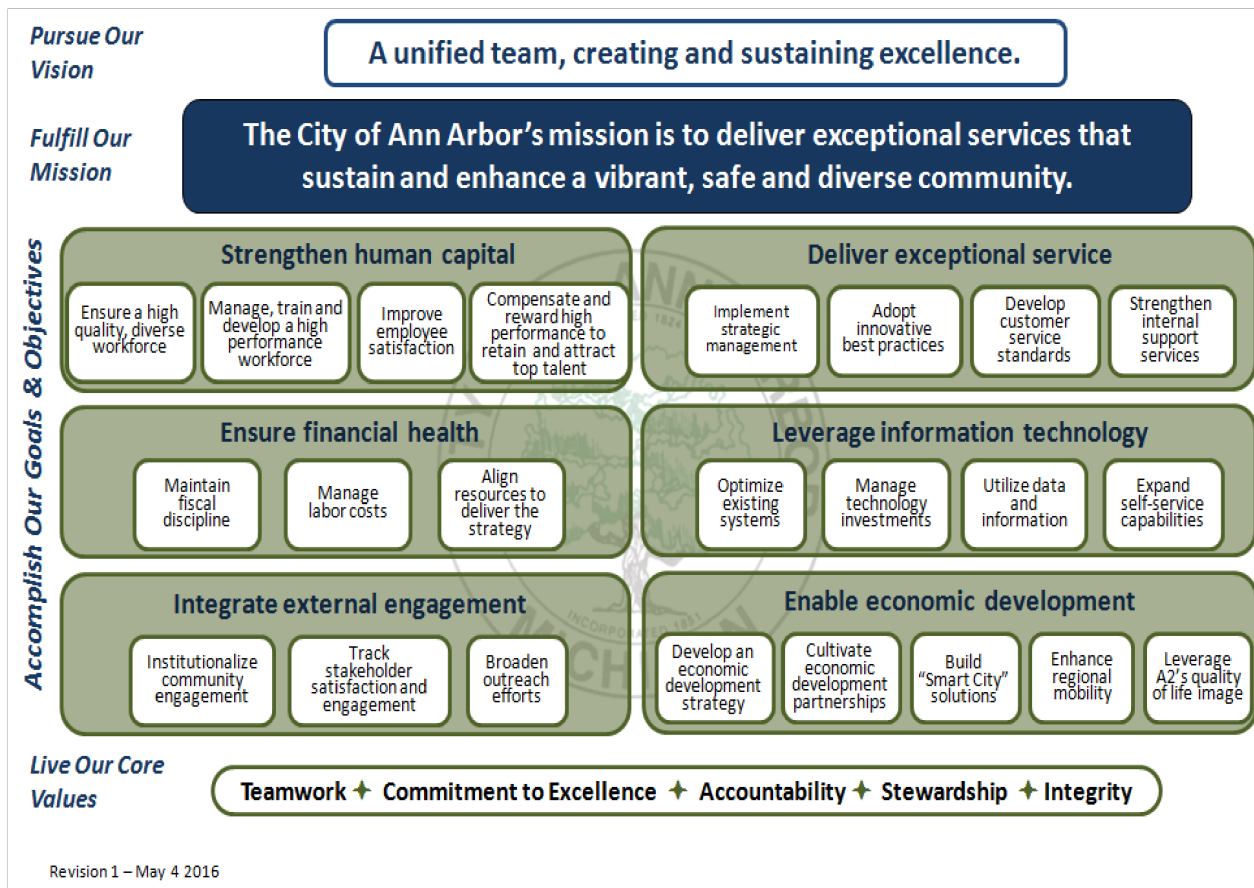 Pursue Our
Vision
A unified team, creating and sustaining excellence.
Fulfill Our
Mission
The City of Ann Arbor's mission is to deliver exceptional services that
sustain and enhance a vibrant, safe and diverse community.
Accomplish Our Goals & Objectives
Strengthen human capital
Ensure a high
quality, diverse
workforce
Manage, train and
develop a high
performance
workforce
Improve
employee
satisfaction
Compensate and
reward high
performance to
retain and attract
top talent
Deliver exceptional service
Implement
strategic
management
Adopt
innovative
best practices
Develop
customer
service
standards
Strengthen
internal
support
services
Ensure financial health
Maintain
fiscal
discipline
Manage
labor costs
Align
resources to
deliver the
strategy
Leverage information technology
Optimize
existing
systems
Manage
technology
investments
Utilize data
and
information
Expand
self-service
capabilities
Integrate external engagement
Institutionalize
community
engagement
Track
stakeholder
satisfaction and
engagement
Broaden
outreach
efforts
Enable economic development
Develop an
economic
development
strategy
Cultivate
economic
development
partnerships
Build
“Smart City”
solutions
Enhance
regional
mobility
Leverage
A2's quality
of life image
INCORPORATED 1851
Live Our Core
Values
Teamwork ✦ Commitment to Excellence ✦ Accountability ✦ Stewardship ✦ Integrity
Revision 1 – May 4 2016